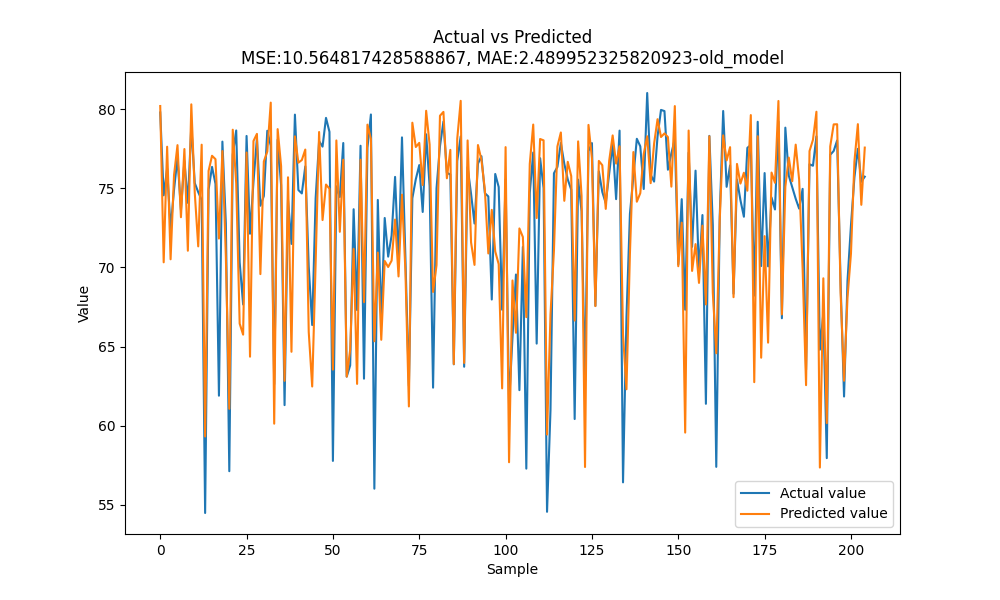 Actual vs Predicted
MSE:10.564817428588867, MAE:2.489952325820923-old_model
Value
80
75
70
65
60
55
Actual value
Predicted value
0
25
50
75
100
125
150
175
200
Sample